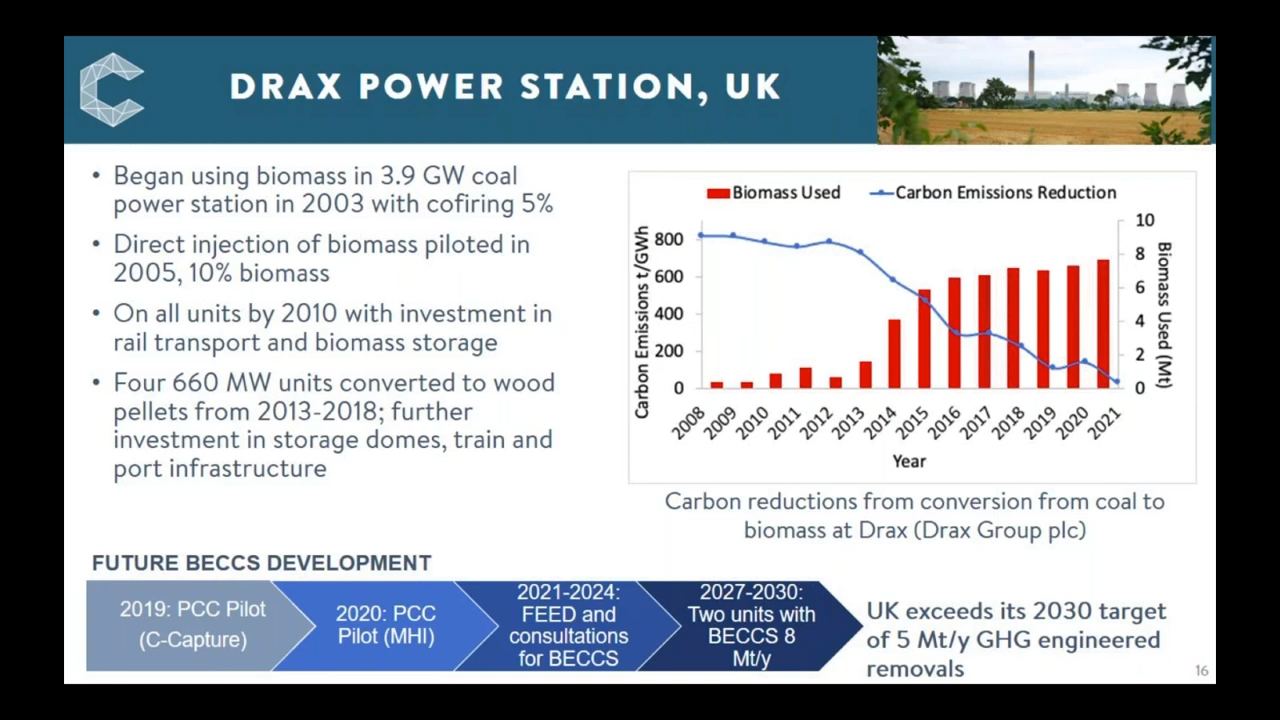 DRAX POWER STATION, UK
• Began using biomass in 3.9 GW coal
power station in 2003 with cofiring 5%
• Direct injection of biomass piloted in
2005, 10% biomass
• On all units by 2010 with investment in
rail transport and biomass storage
• Four 660 MW units converted to wood
pellets from 2013-2018; further
investment in storage domes, train and
port infrastructure
Biomass Used
Carbon Emissions Reduction
Carbon Emissions t/GWh
800
600
400
200
0
10
8
6
4
2
0
Biomass Used (Mt)
2008
2009
2010
2011
2012
2013
2014
2015
2016
2017
2018
2019
2020
2021
Year
Carbon reductions from conversion from coal to
biomass at Drax (Drax Group plc)
FUTURE BECCS DEVELOPMENT
2019: PCC Pilot
(C-Capture)
2020: PCC
Pilot (MHI)
2021-2024:
FEED and
consultations
for BECCS
2027-2030:
Two units with
BECCS 8
Mt/y
UK exceeds its 2030 target
of 5 Mt/y GHG engineered
removals
16